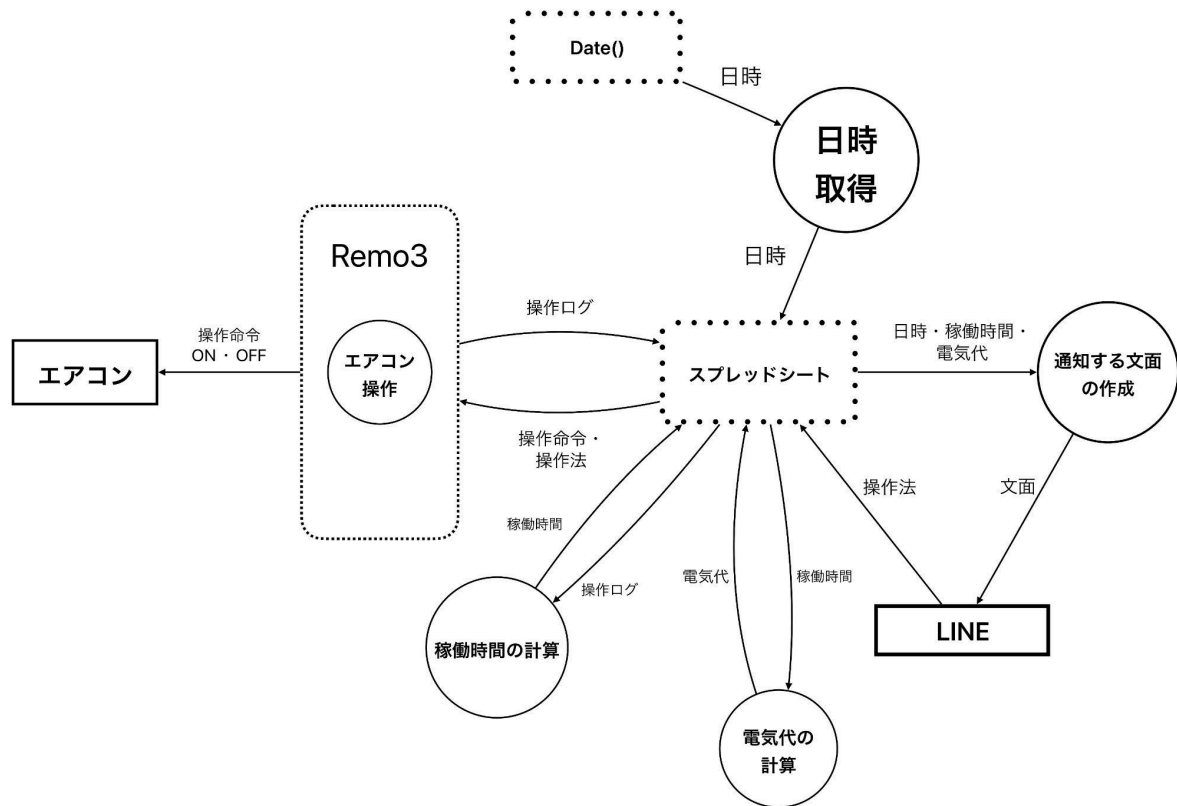 Date()
日時
日時
取得
日時
Remo3
操作ログ
操作命令
ON・OFF
エアコン
エアコン
操作
スプレッドシート
日時・稼働時間・
電気代
通知する文面
の作成
操作命令・
操作法
操作法
文面
稼働時間
操作ログ
電気代
稼働時間
LINE
稼働時間の計算
電気代の
計算